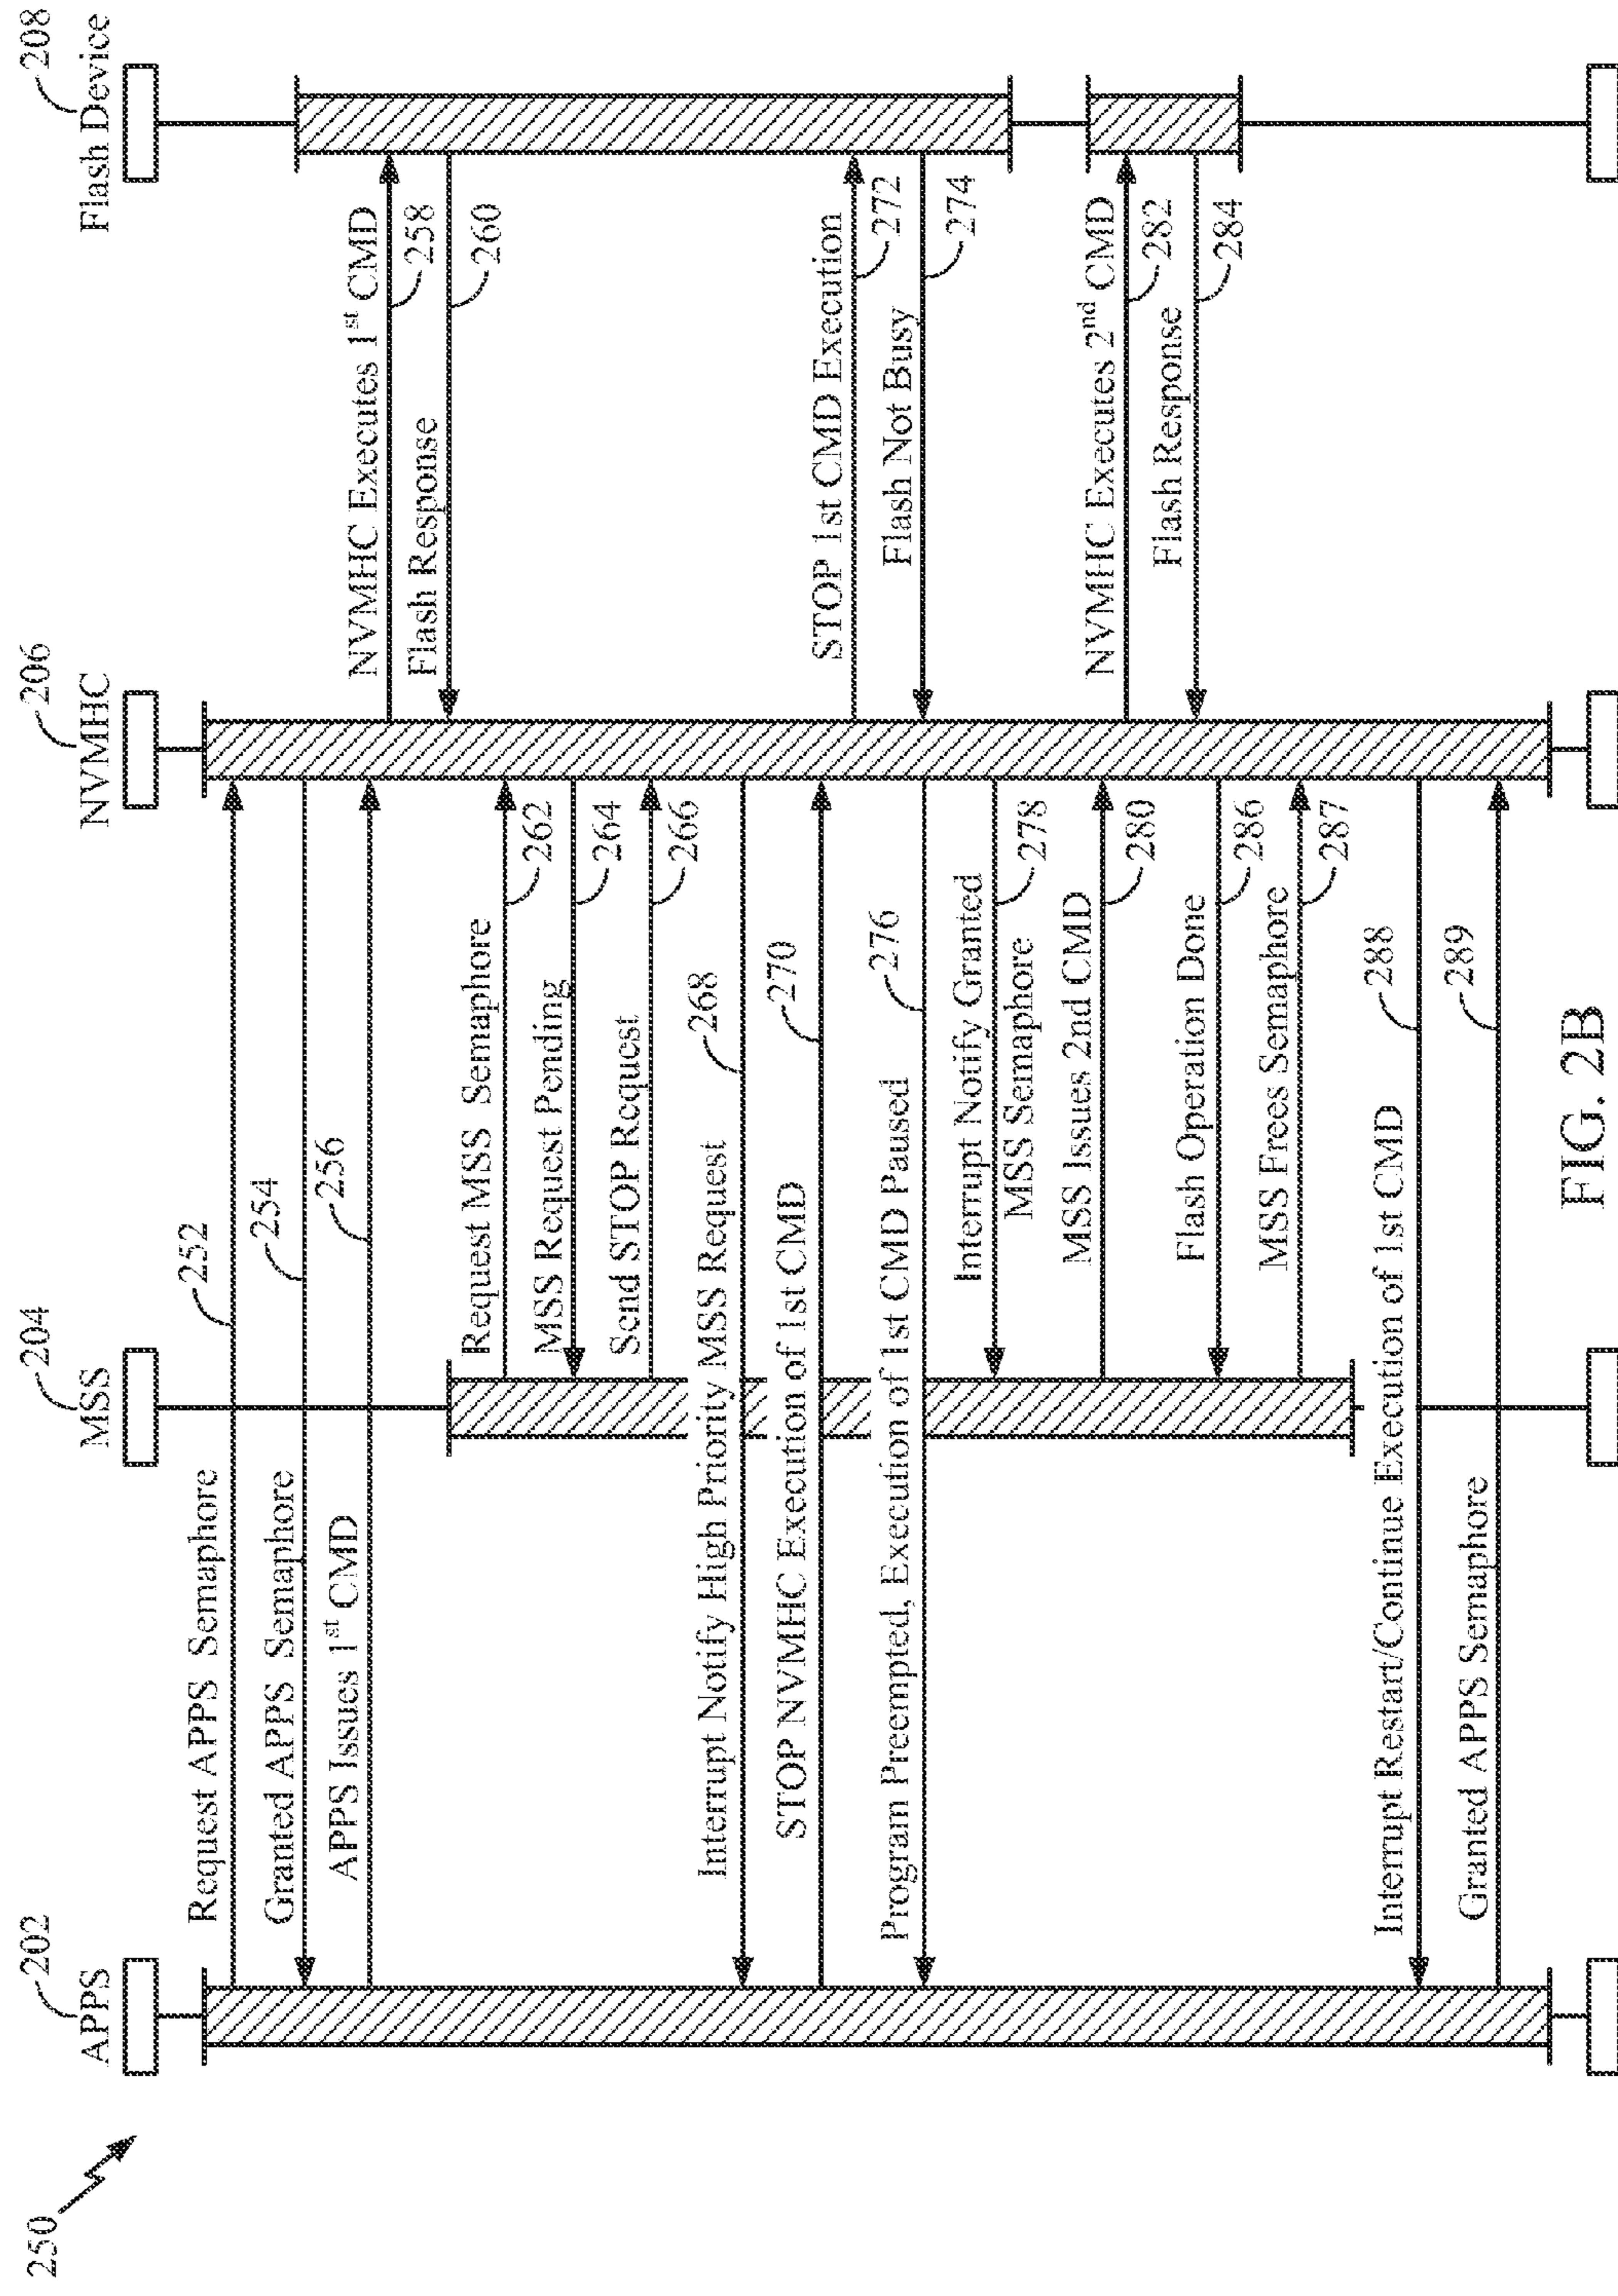 250
202
APPS
204
MSS
206
NVMHC
208
Flash Device
Request APPS Semaphore
252
Granted APPS Semaphore
254
APPS Issues 1st CMD
256
NVMHC Executes 1st CMD
258
Flash Response
260
Request MSS Semaphore
262
MSS Request Pending
264
Send STOP Request
266
Interrupt Notify High Priority MSS Request
268
STOP NVMHC Execution of 1st CMD
270
STOP 1st CMD Execution
272
Flash Not Busy
274
Program Preempted, Execution of 1st CMD Paused
276
Interrupt Notify Granted
MSS Semaphore
278
MSS Issues 2nd CMD
280
NVMHC Executes 2nd CMD
282
Flash Response
284
Flash Operation Done
286
MSS Frees Semaphore
287
Interrupt Restart/Continue Execution of 1st CMD
288
Granted APPS Semaphore
289
FIG. 2B